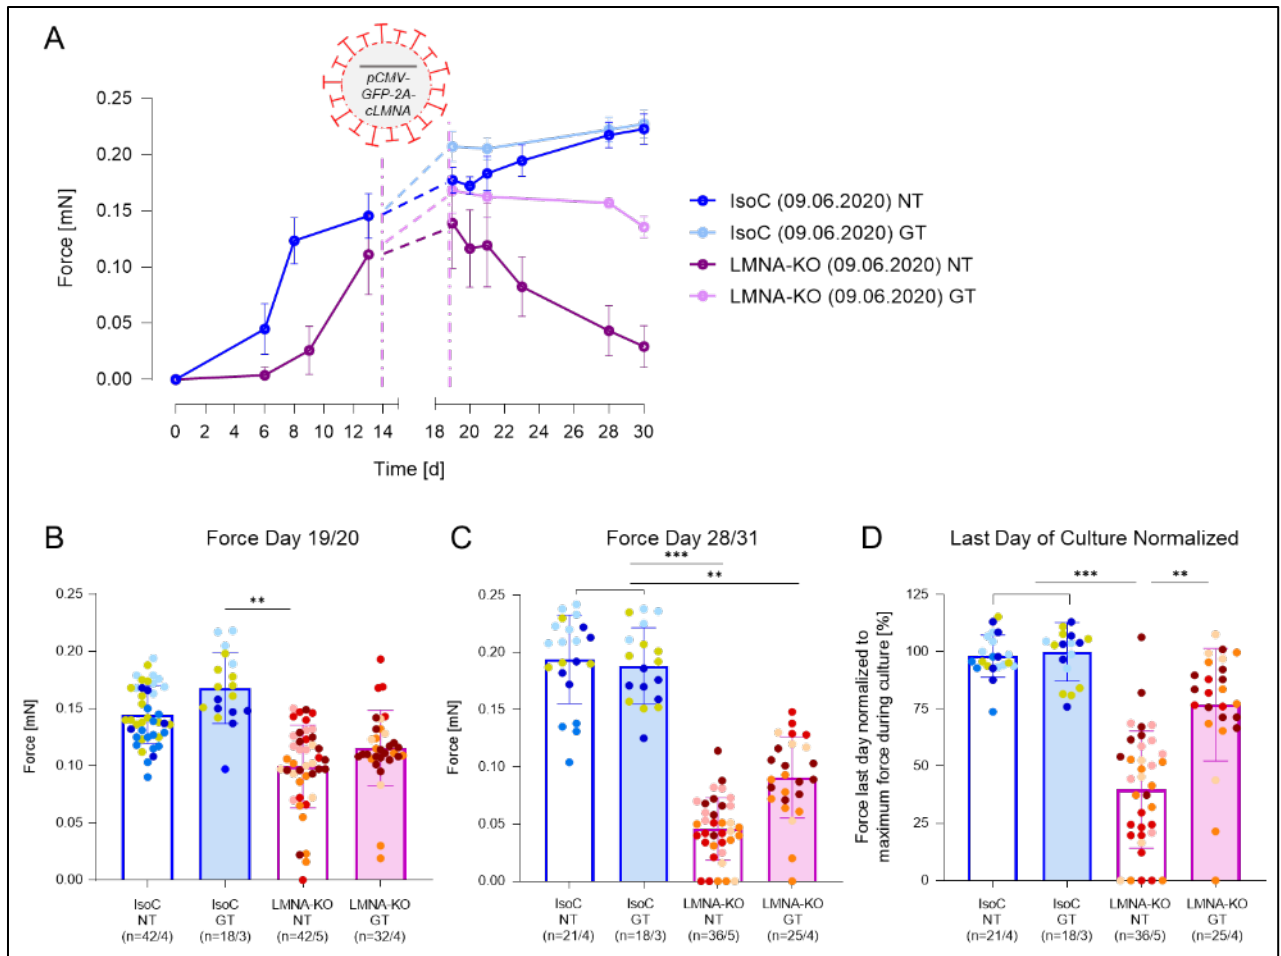 A
pCMV-
GFP-2A-
cLMNA
Force [mN]
0.25
0.20
0.15
0.10
0.05
0.00
0 2 4 6 8 10 12 14 18 20 22 24 26 28 30
Time [d]
IsoC (09.06.2020) NT
IsoC (09.06.2020) GT
LMNA-KO (09.06.2020) NT
LMNA-KO (09.06.2020) GT
B
Force Day 19/20
**
Force [mN]
0.25
0.20
0.15
0.10
0.05
0.00
IsoC IsoC LMNA-KO LMNA-KO
NT GT NT GT
(n=42/4) (n=18/3) (n=42/5) (n=32/4)
C
Force Day 28/31
***
**
Force [mN]
0.25
0.20
0.15
0.10
0.05
0.00
IsoC IsoC LMNA-KO LMNA-KO
NT GT NT GT
(n=21/4) (n=18/3) (n=36/5) (n=25/4)
D
Last Day of Culture Normalized
*** **
Force last day normalized to
maximum force during culture [%]
125
100
75
50
25
0
IsoC IsoC LMNA-KO LMNA-KO
NT GT NT GT
(n=21/4) (n=18/3) (n=36/5) (n=25/4)